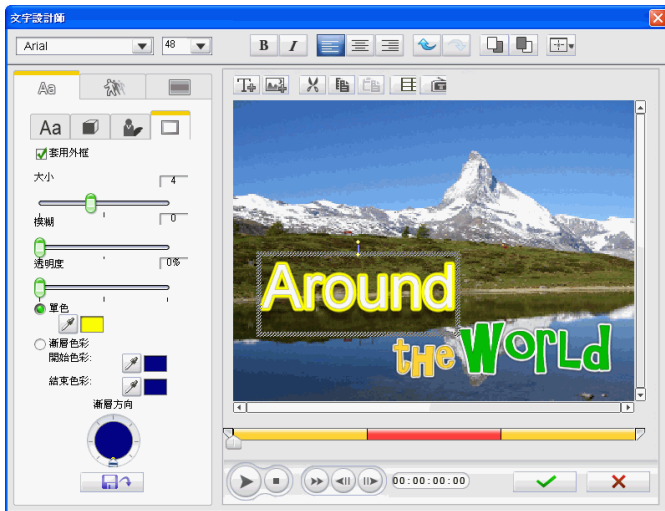 文字設計師
Arial
48
B I
Aa
Aa
套用外框
大小
4
模糊
0
透明度
0%
單色
漸層色彩
開始色彩:
結束色彩:
漸層方向
Around
the World
00:00:00:00